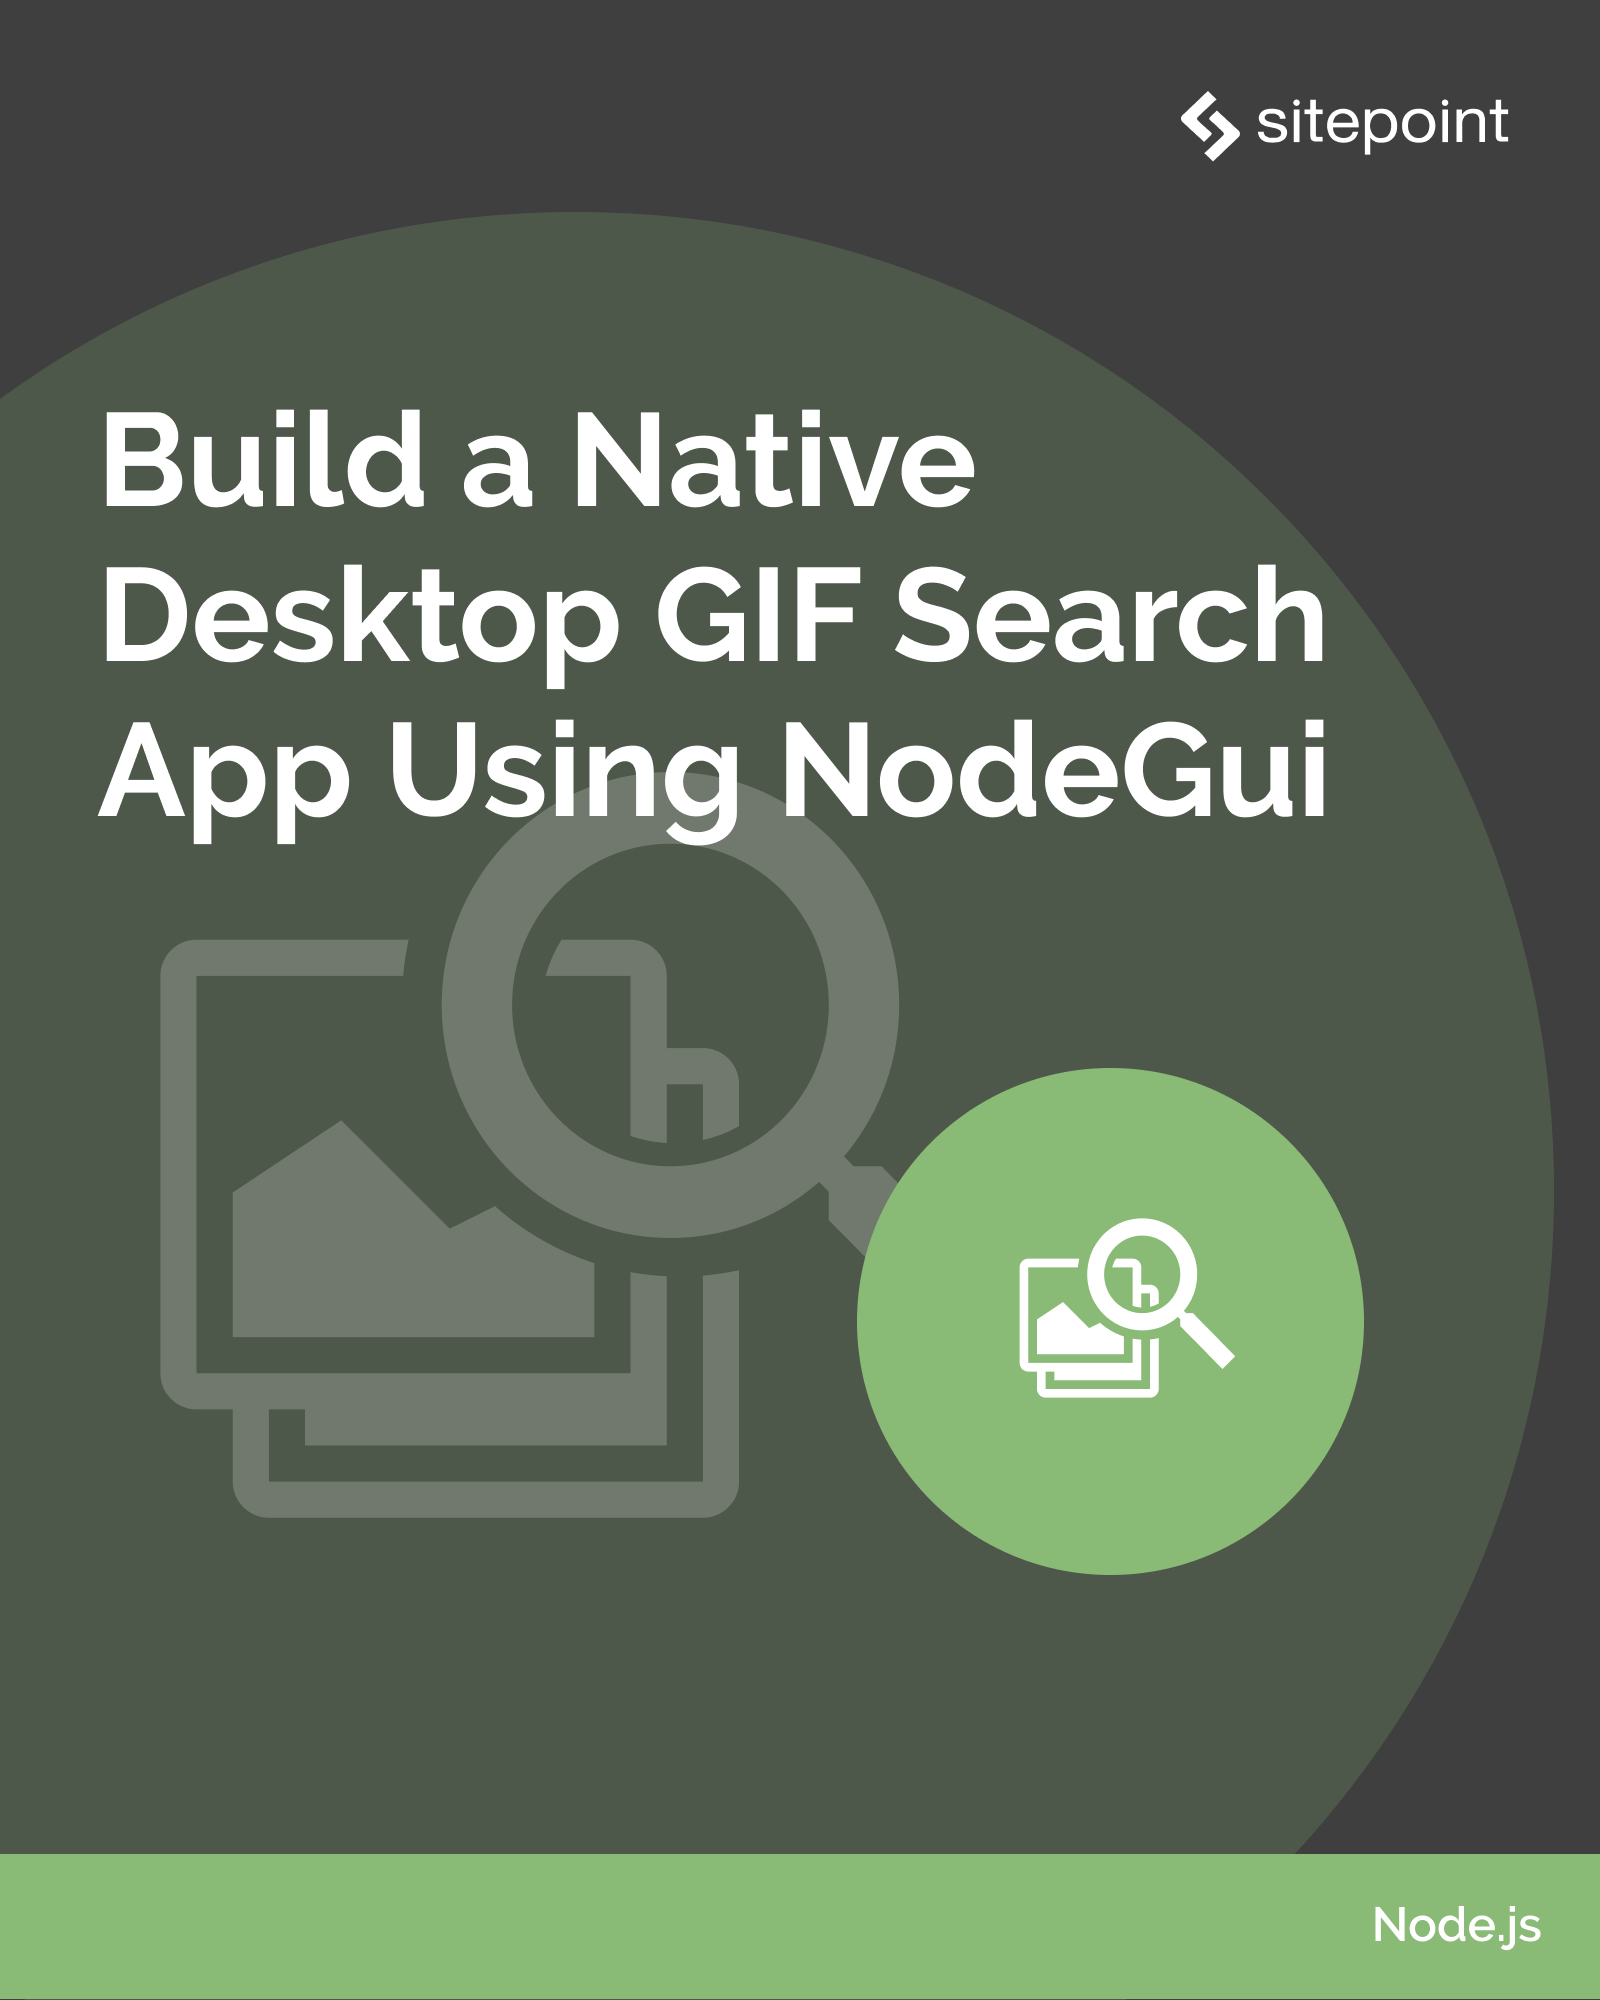 sitepoint
Build a Native
Desktop GIF Search
App Using NodeGui
Node.js